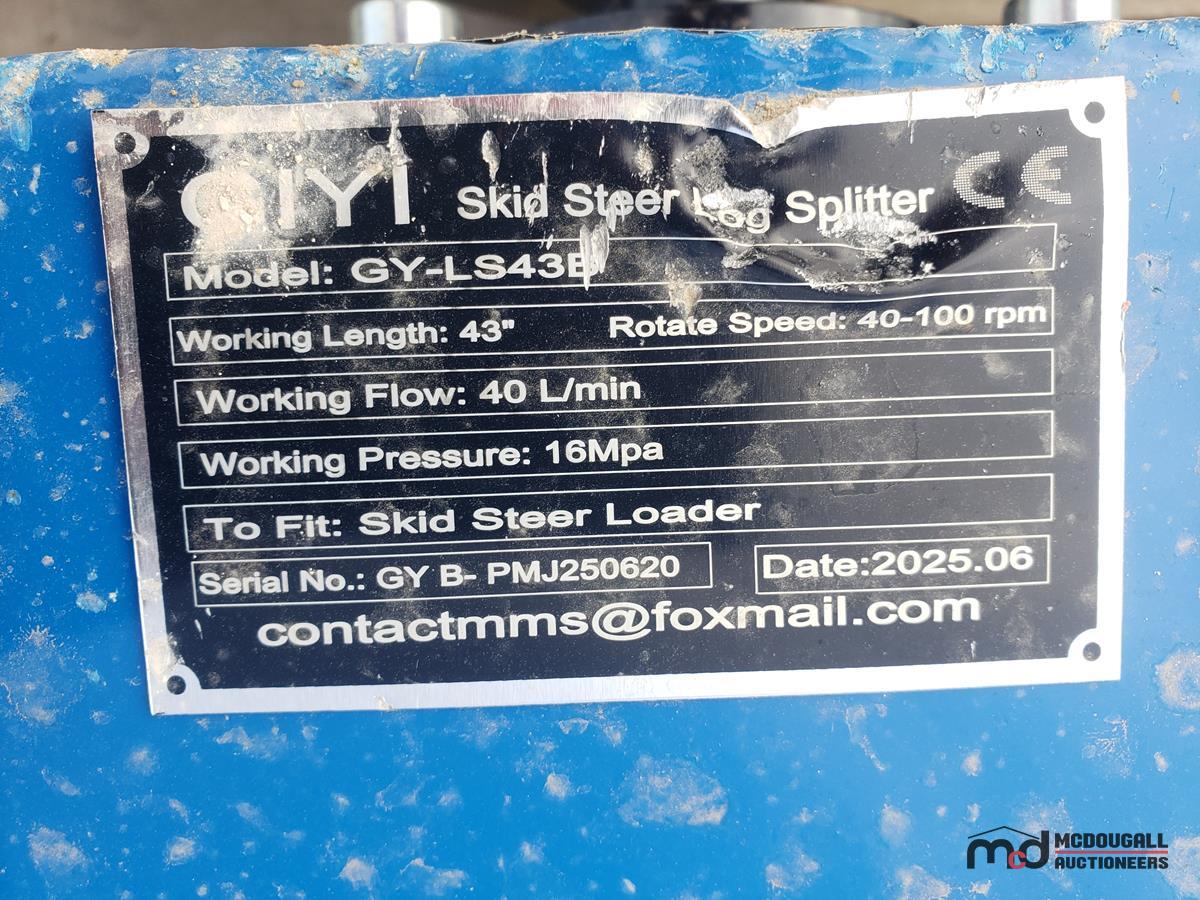 QIYI Skid Steer Log Splitter CE
Model: GY-LS43B
Working Length: 43" Rotate Speed: 40-100 rpm
Working Flow: 40 L/min
Working Pressure: 16Mpa
To Fit: Skid Steer Loader
Serial No.: GY B- PMJ250620 Date:2025.06
contactmms@foxmail.com
mcd MCDOUGALL
AUCTIONEERS